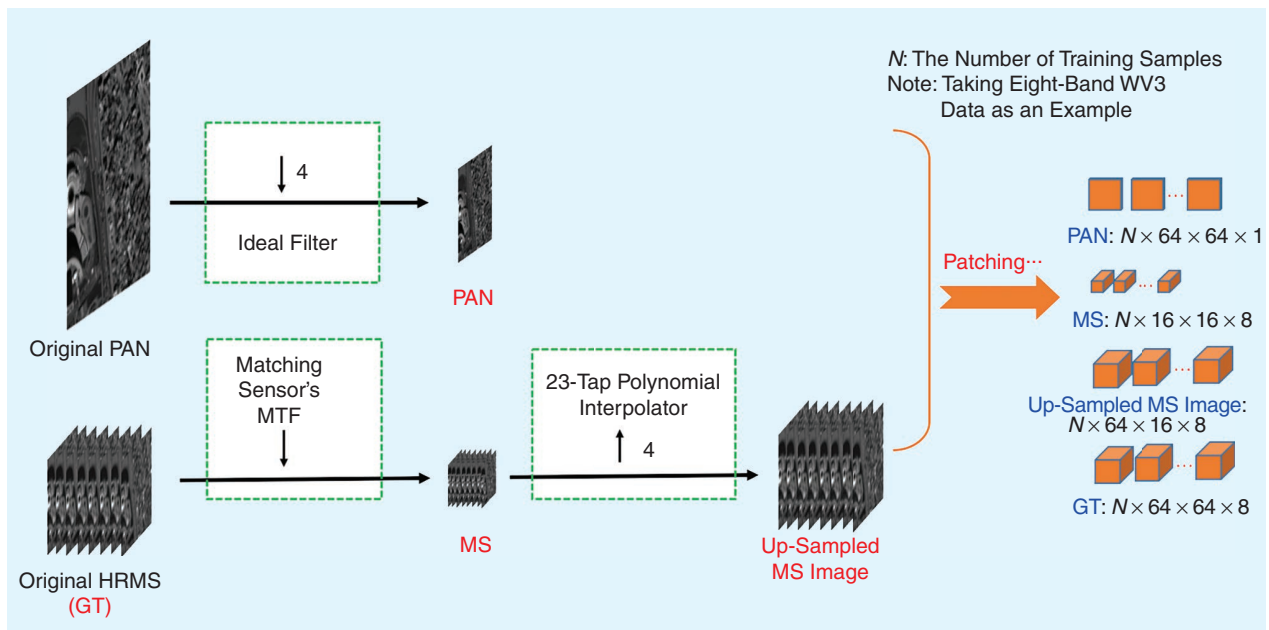 N: The Number of Training Samples
Note: Taking Eight-Band WV3
Data as an Example
4
Ideal Filter
Original PAN
PAN
Matching
Sensor's
MTF
Original HRMS
(GT)
MS
23-Tap Polynomial
Interpolator
4
Up-Sampled
MS Image
Patching···
···
PAN: N × 64 × 64 × 1
···
MS: N × 16 × 16 × 8
···
Up-Sampled MS Image:
N × 64 × 16 × 8
···
GT: N × 64 × 64 × 8